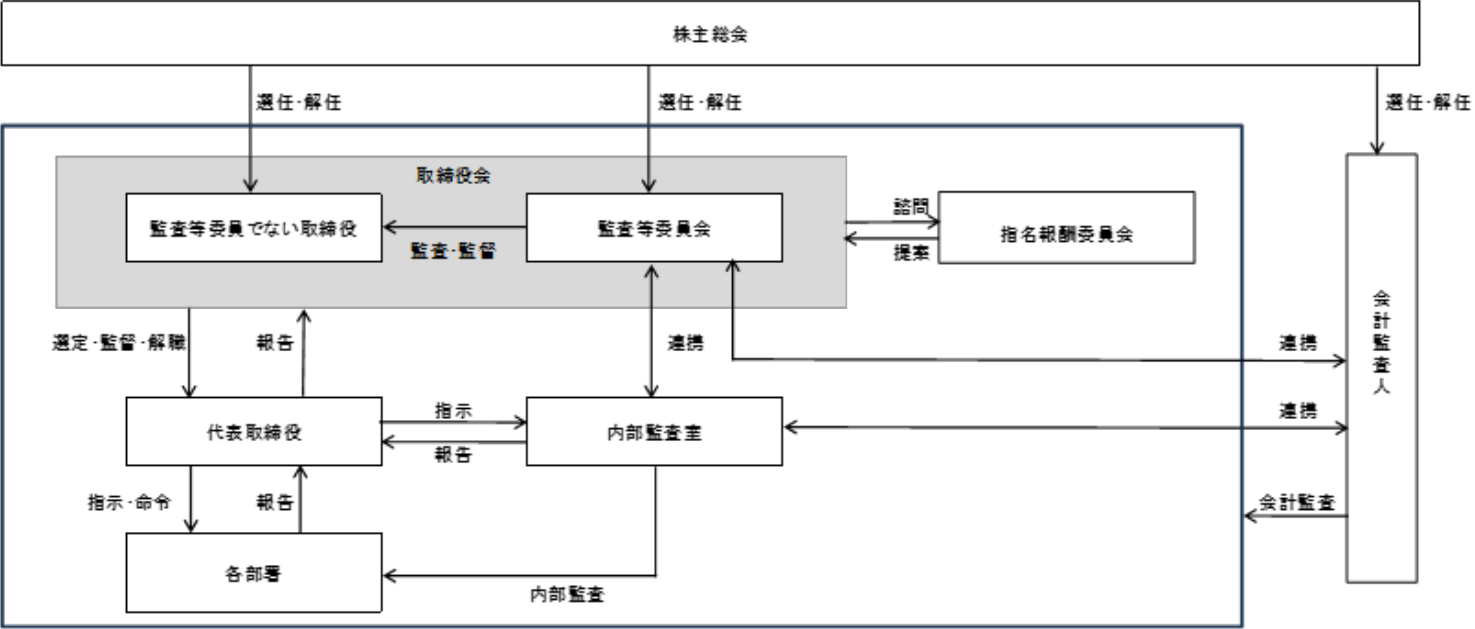 株主総会
選任・解任
選任・解任
選任・解任
取締役会
監査等委員でない取締役
監査・監督
監査等委員会
諮問
提案
指名報酬委員会
会計監査人
選定・監督・解職
報告
連携
連携
代表取締役
指示
報告
内部監査室
連携
指示・命令
報告
会計監査
各部署
内部監査